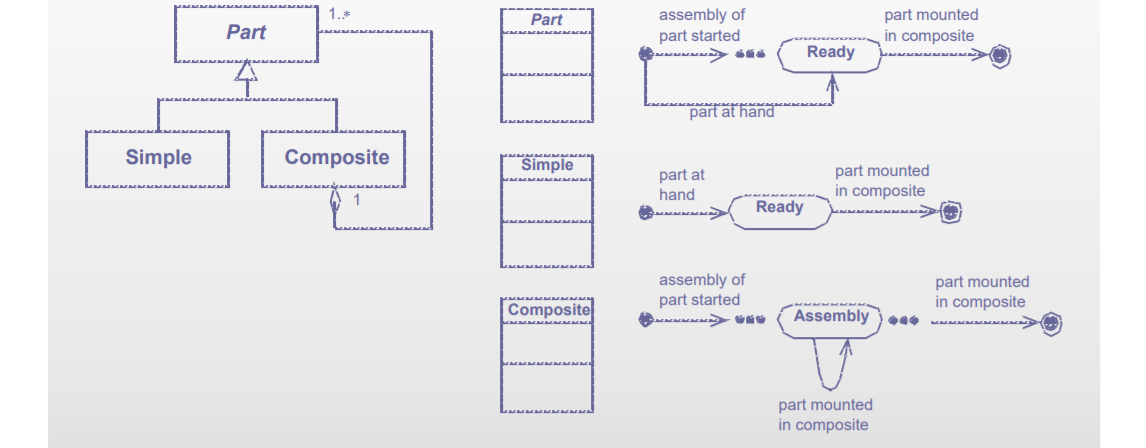 Part
1..*
Simple
Composite
1
Part
assembly of
part started
Ready
part mounted
in composite
part at hand
Simple
part at
hand
Ready
part mounted
in composite
Composite
assembly of
part started
Assembly
part mounted
in composite
part mounted
in composite